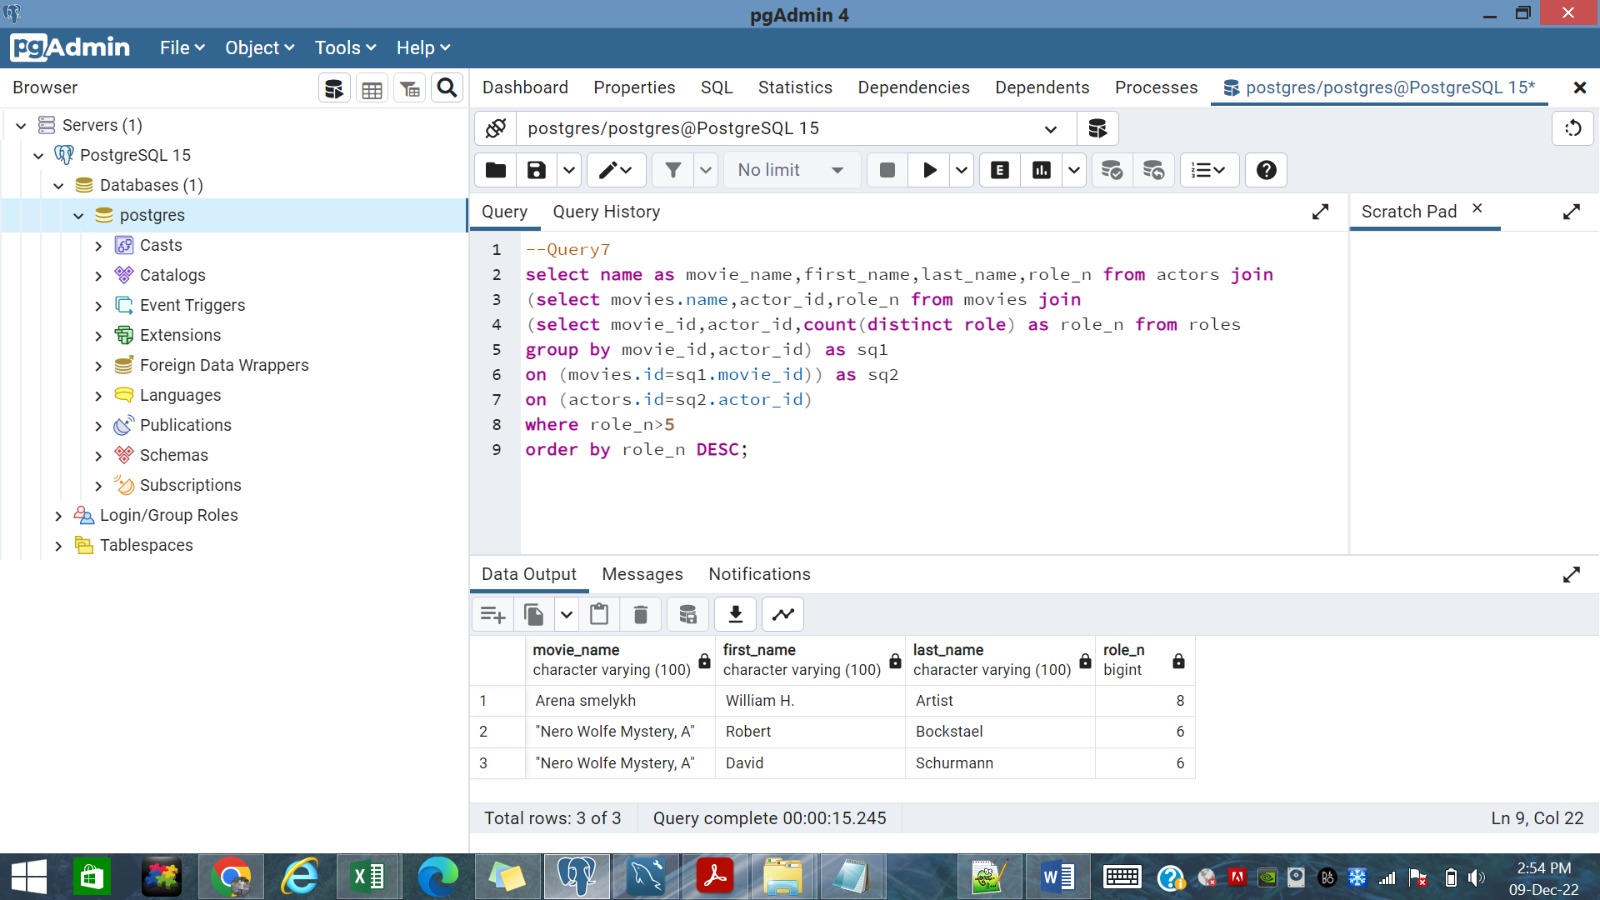 pgAdmin 4
pgAdmin File Object Tools Help
Browser
Dashboard Properties SQL Statistics Dependencies Dependents Processes postgres/postgres@PostgreSQL 15*
Servers (1)
PostgreSQL 15
Databases (1)
postgres
Casts
Catalogs
Event Triggers
Extensions
Foreign Data Wrappers
Languages
Publications
Schemas
Subscriptions
Login/Group Roles
Tablespaces
postgres/postgres@PostgreSQL 15
No limit
E
Query Query History
Scratch Pad
1 --Query7
2 select name as movie_name,first_name,last_name,role_n from actors join
3 (select movies.name,actor_id,role_n from movies join
4 (select movie_id,actor_id,count(distinct role) as role_n from roles
5 group by movie_id,actor_id) as sq1
6 on (movies.id=sq1.movie_id)) as sq2
7 on (actors.id=sq2.actor_id)
8 where role_n>5
9 order by role_n DESC;
Data Output Messages Notifications
movie_name first_name last_name role_n
character varying (100) character varying (100) character varying (100) bigint
1 Arena smelykh William H. Artist 8
2 "Nero Wolfe Mystery, A" Robert Bockstael 6
3 "Nero Wolfe Mystery, A" David Schurmann 6
Total rows: 3 of 3 Query complete 00:00:15.245 Ln 9, Col 22
2:54 PM
09-Dec-22